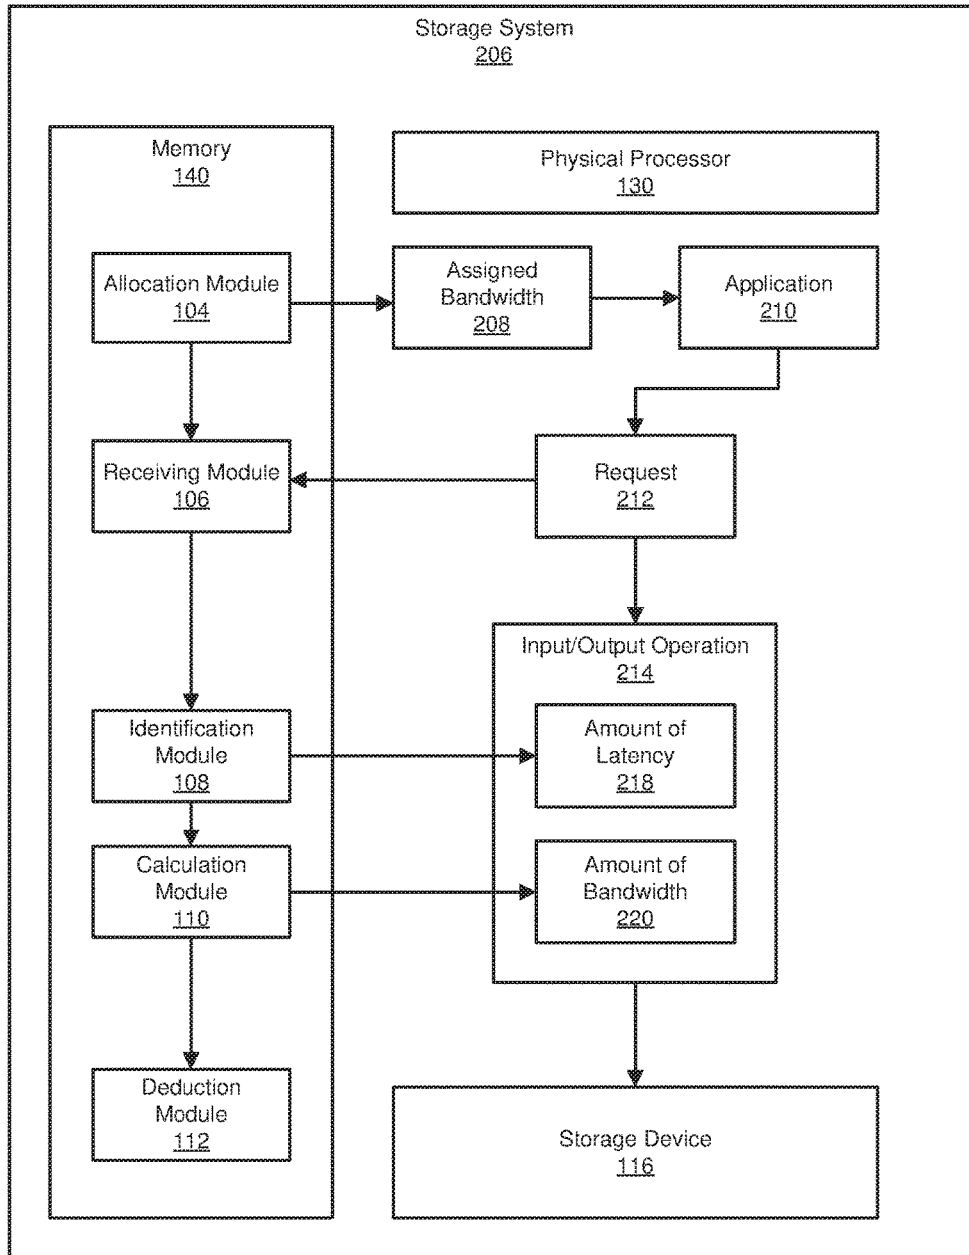 Storage System
206
Memory
140
Physical Processor
130
Allocation Module
104
Assigned
Bandwidth
208
Application
210
Receiving Module
106
Request
212
Input/Output Operation
214
Identification
Module
108
Amount of
Latency
218
Calculation
Module
110
Amount of
Bandwidth
220
Deduction
Module
112
Storage Device
116